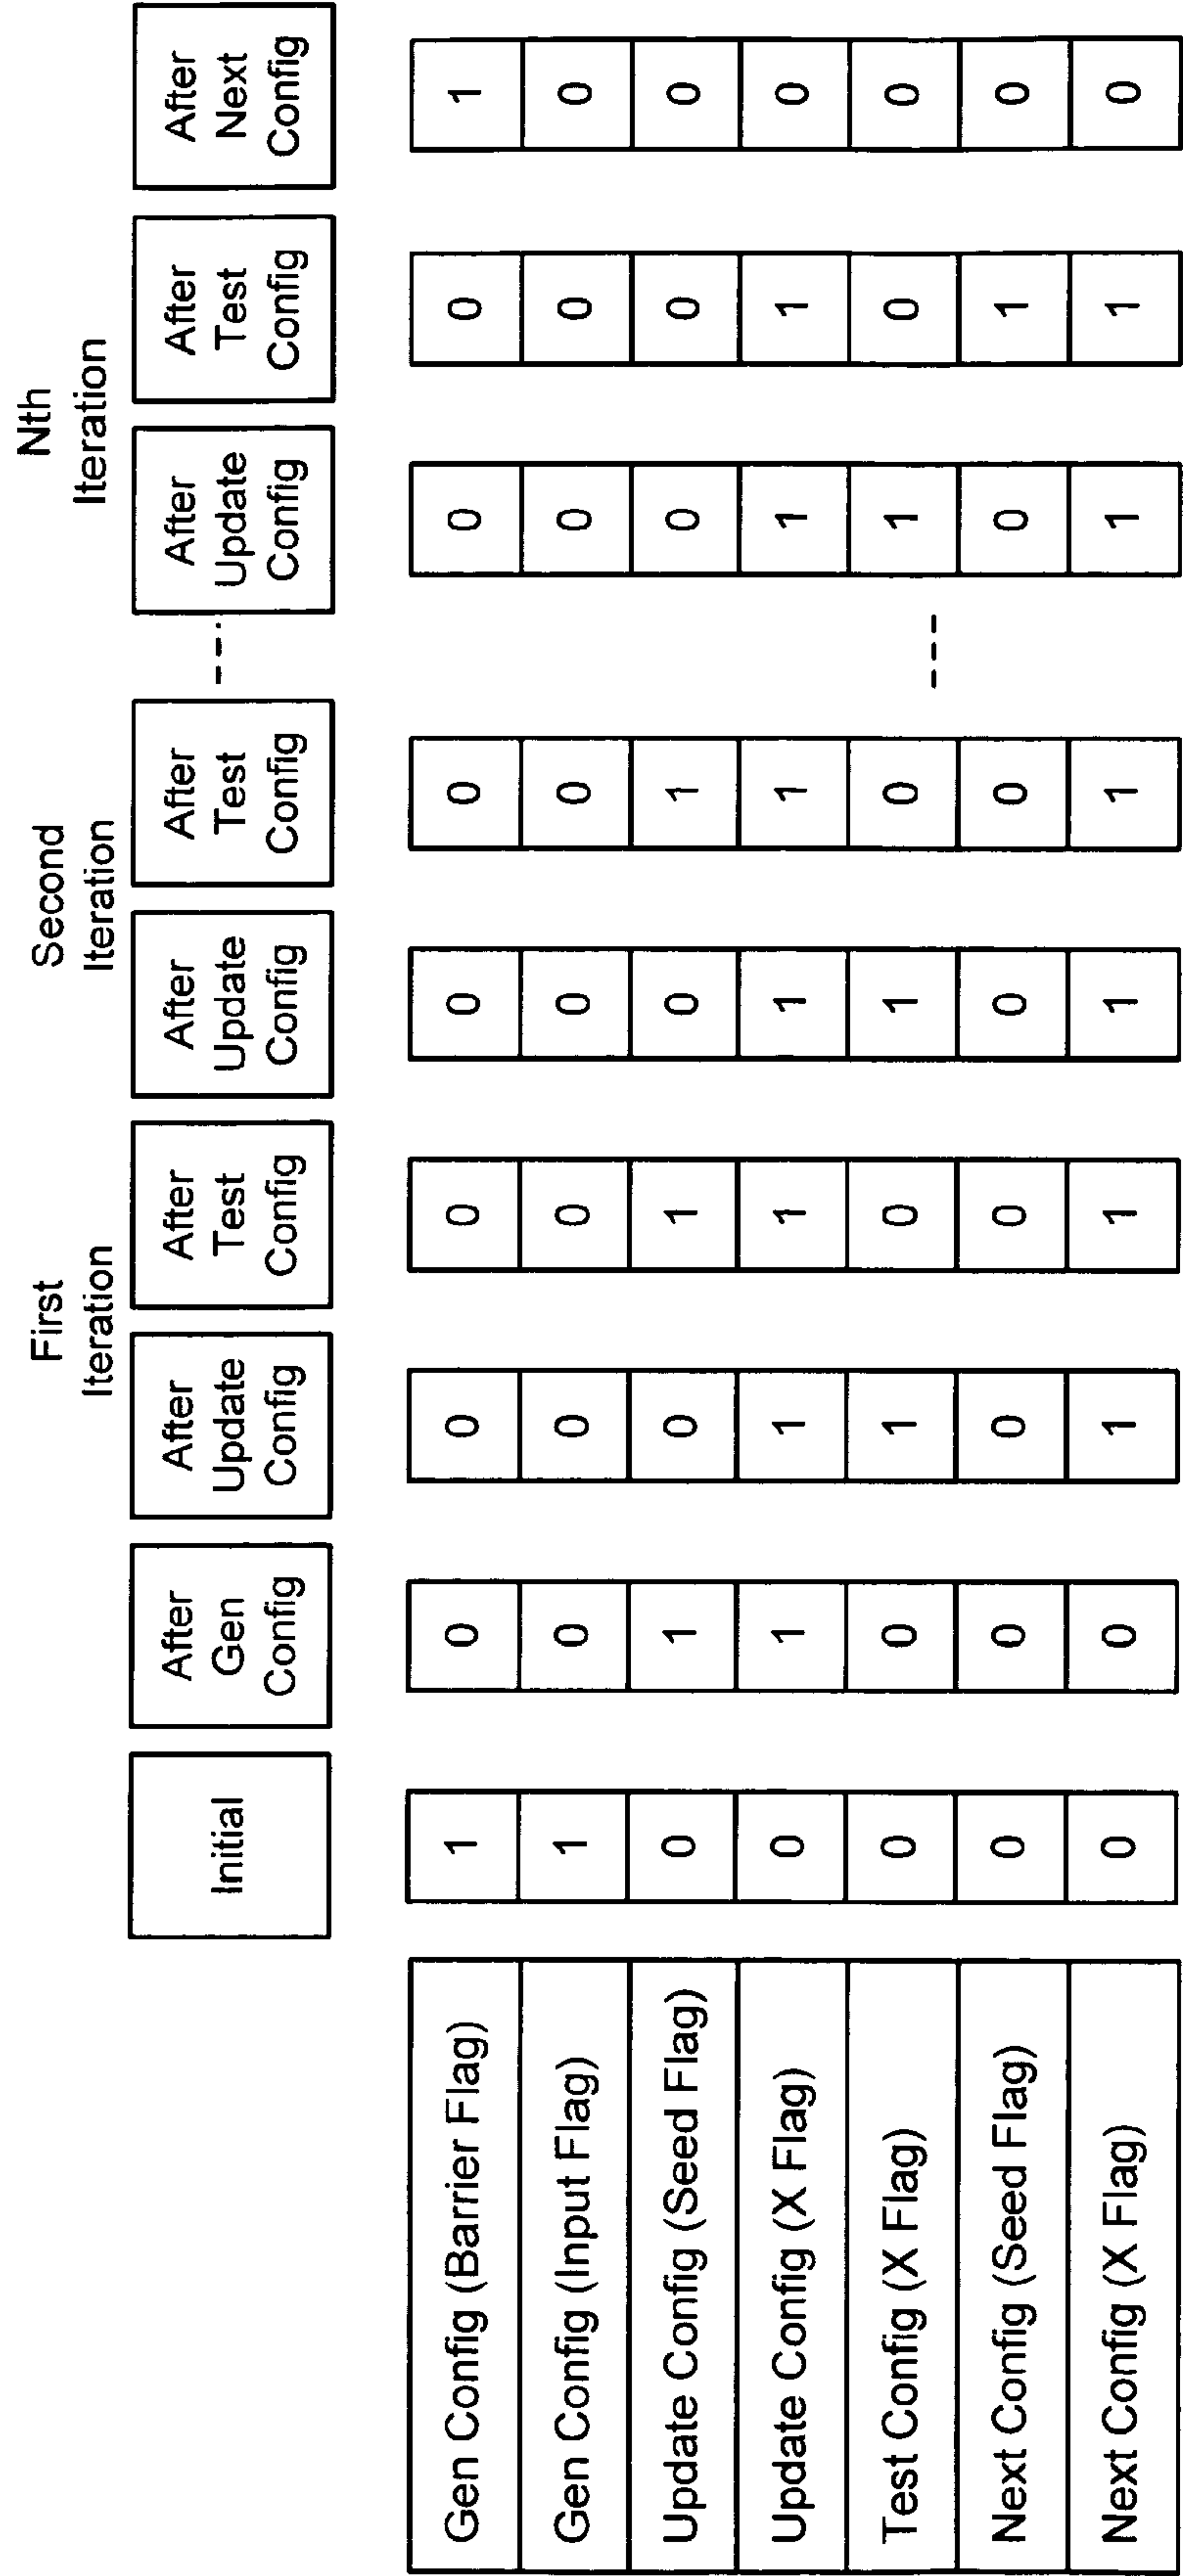 First
Iteration
Second
Iteration
Nth
Iteration
Initial
After
Gen
Config
After
Update
Config
After
Test
Config
After
Update
Config
After
Test
Config
After
Update
Config
After
Test
Config
After
Next
Config
Gen Config (Barrier Flag) 1 0 0 0 0 0 0 0 1
Gen Config (Input Flag) 1 0 0 0 0 0 0 0 0
Update Config (Seed Flag) 0 1 0 1 0 1 0 0 0
Update Config (X Flag) 0 1 1 1 1 1 1 1 0
Test Config (X Flag) 0 0 1 0 1 0 1 0 0
Next Config (Seed Flag) 0 0 0 0 0 0 0 1 0
Next Config (X Flag) 0 0 1 1 1 1 1 1 0